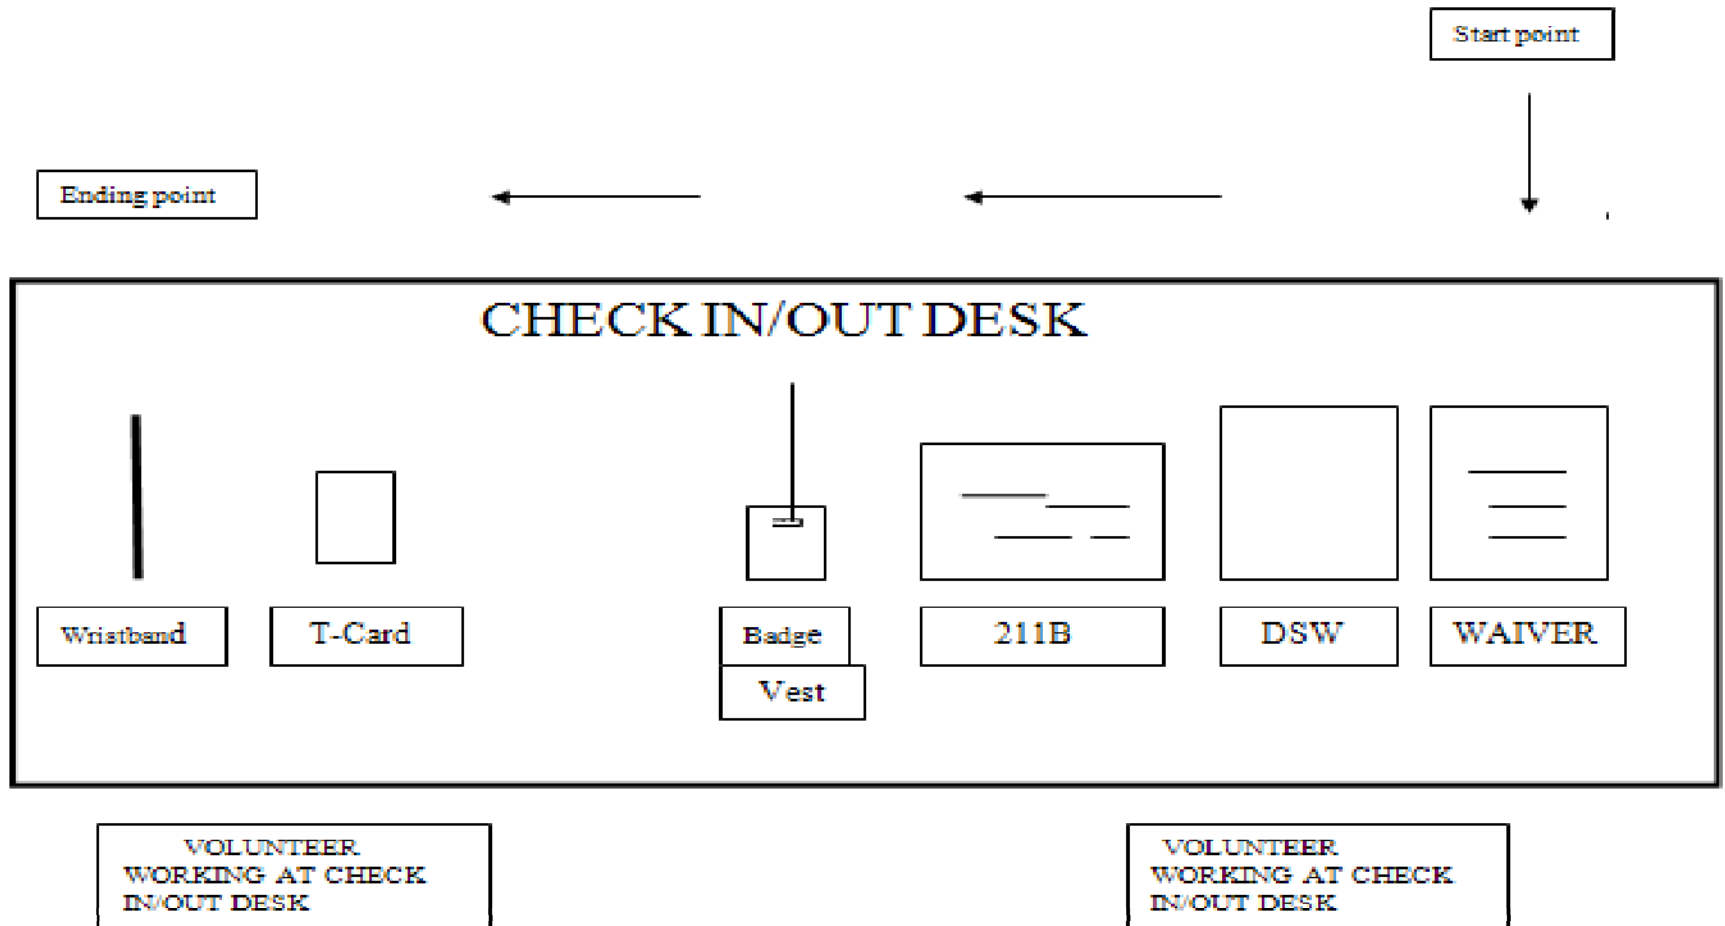 Start point
Ending point
CHECK IN/OUT DESK
Wristband
T-Card
Badge
211B
DSW
WAIVER
Vest
VOLUNTEER
WORKING AT CHECK
IN/OUT DESK
VOLUNTEER
WORKING AT CHECK
IN/OUT DESK